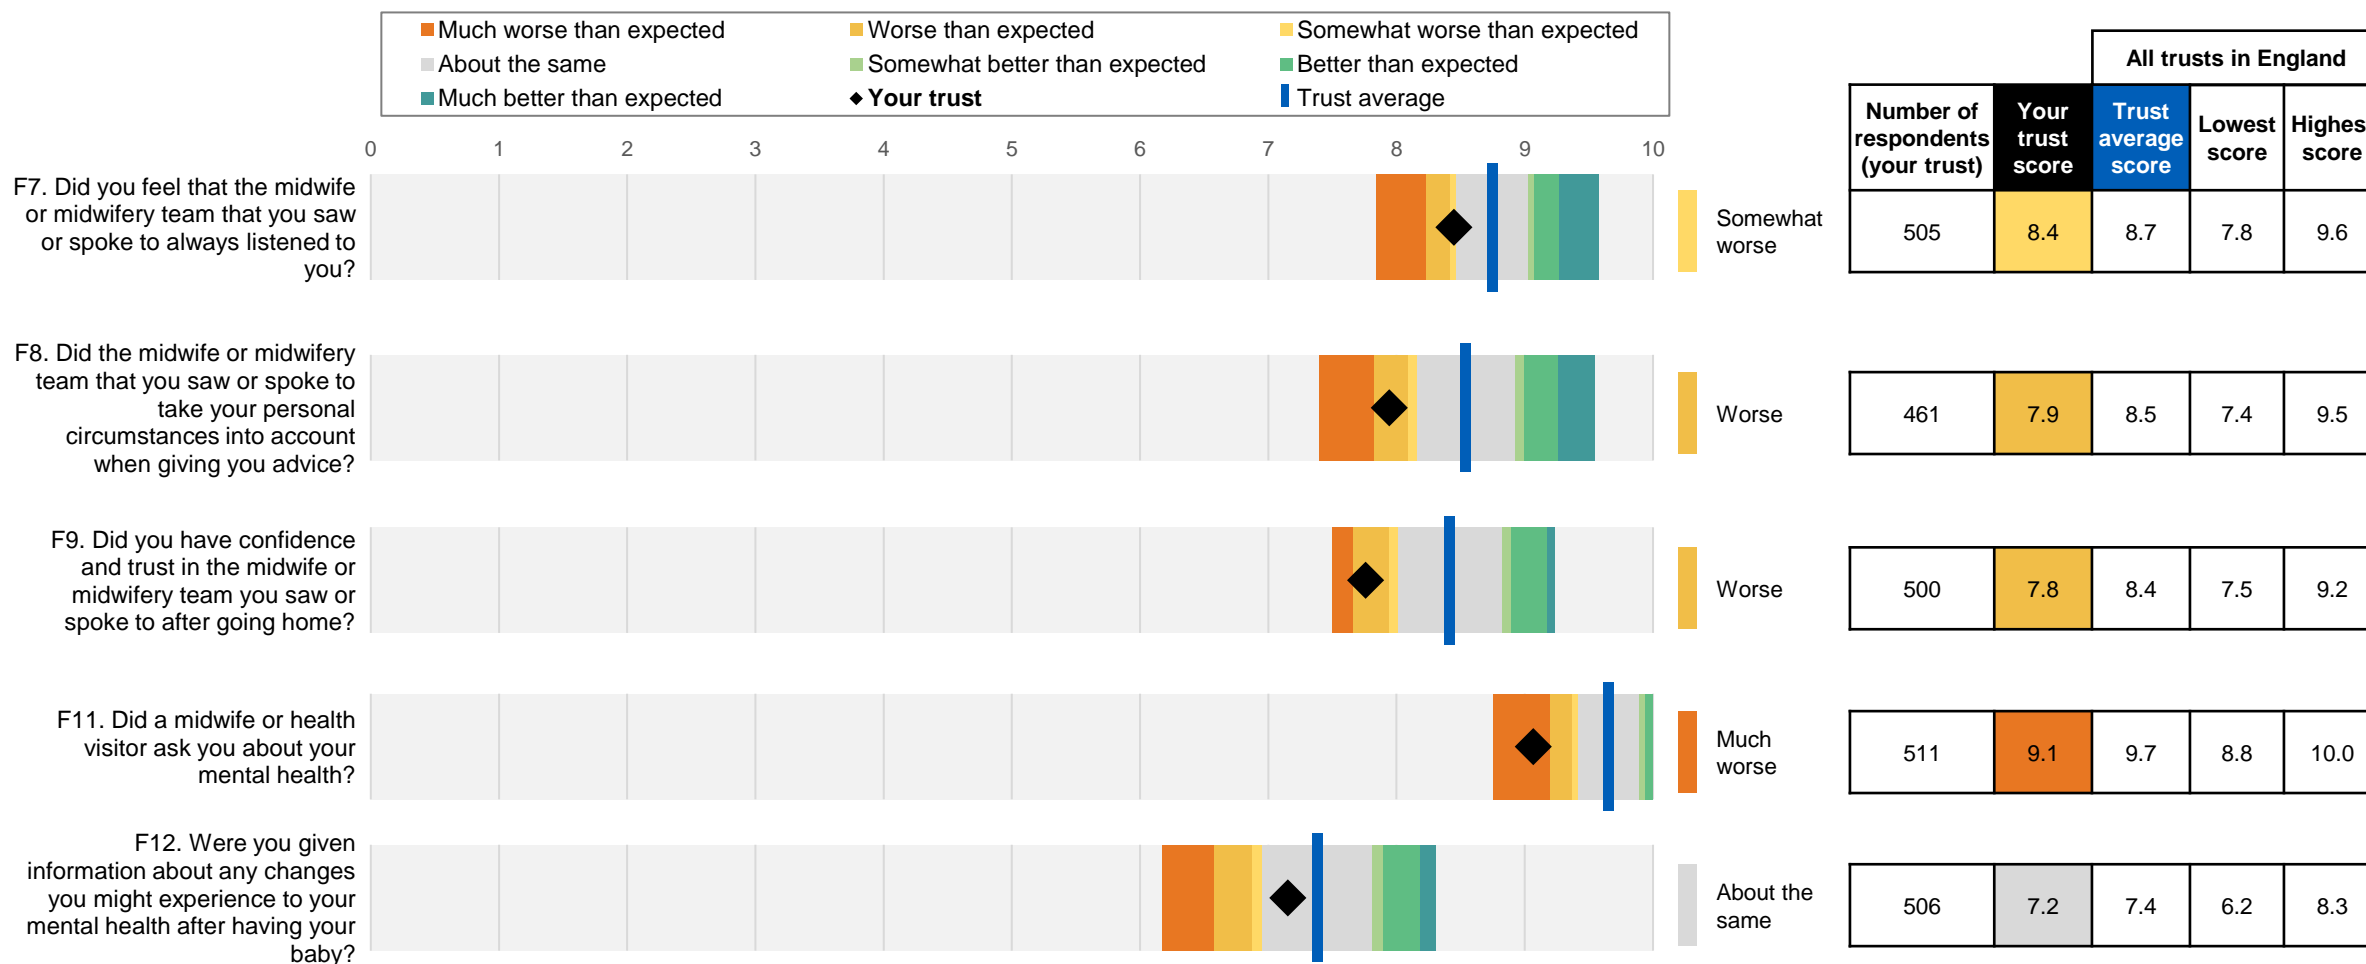 Much worse than expected
Worse than expected
Somewhat worse than expected
About the same
Somewhat better than expected
Better than expected
Much better than expected
Your trust
Trust average
All trusts in England
Number of
respondents
(your trust)
Your
trust
score
Trust
average
score
Lowest
score
Highes
score
0 1 2 3 4 5 6 7 8 9 10
F7. Did you feel that the midwife
or midwifery team that you saw
or spoke to always listened to
you?
Somewhat
worse
505 8.4 8.7 7.8 9.6
F8. Did the midwife or midwifery
team that you saw or spoke to
take your personal
circumstances into account
when giving you advice?
Worse
461 7.9 8.5 7.4 9.5
F9. Did you have confidence
and trust in the midwife or
midwifery team you saw or
spoke to after going home?
Worse
500 7.8 8.4 7.5 9.2
F11. Did a midwife or health
visitor ask you about your
mental health?
Much
worse
511 9.1 9.7 8.8 10.0
F12. Were you given
information about any changes
you might experience to your
mental health after having your
baby?
About the
same
506 7.2 7.4 6.2 8.3